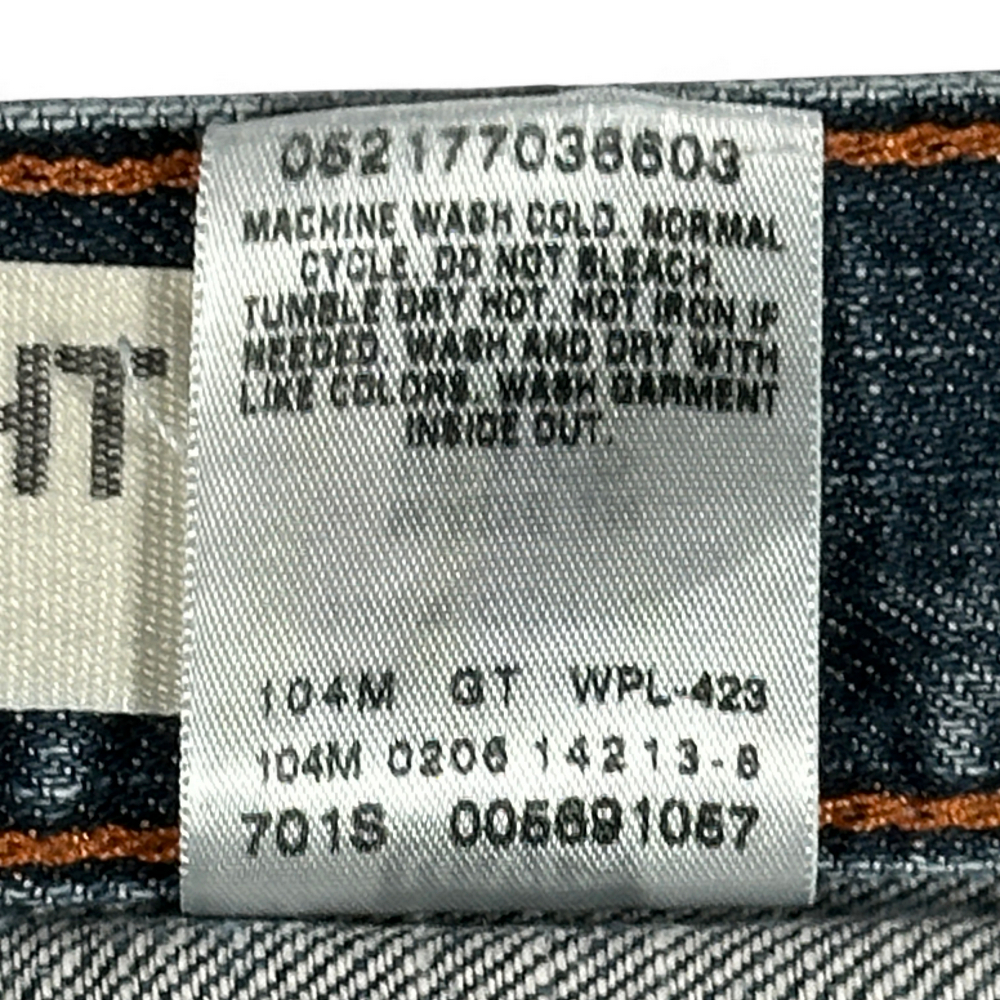 052177036603
MACHINE WASH COLD. NORMAL
CYCLE. DO NOT BLEACH.
TUMBLE DRY HOT. HOT IRON IF
NEEDED. WASH AND DRY WITH
LIKE COLORS. WASH GARMENT
INSIDE OUT.
104M GT WPL-423
104M 0206 14213-8
701S 005691057